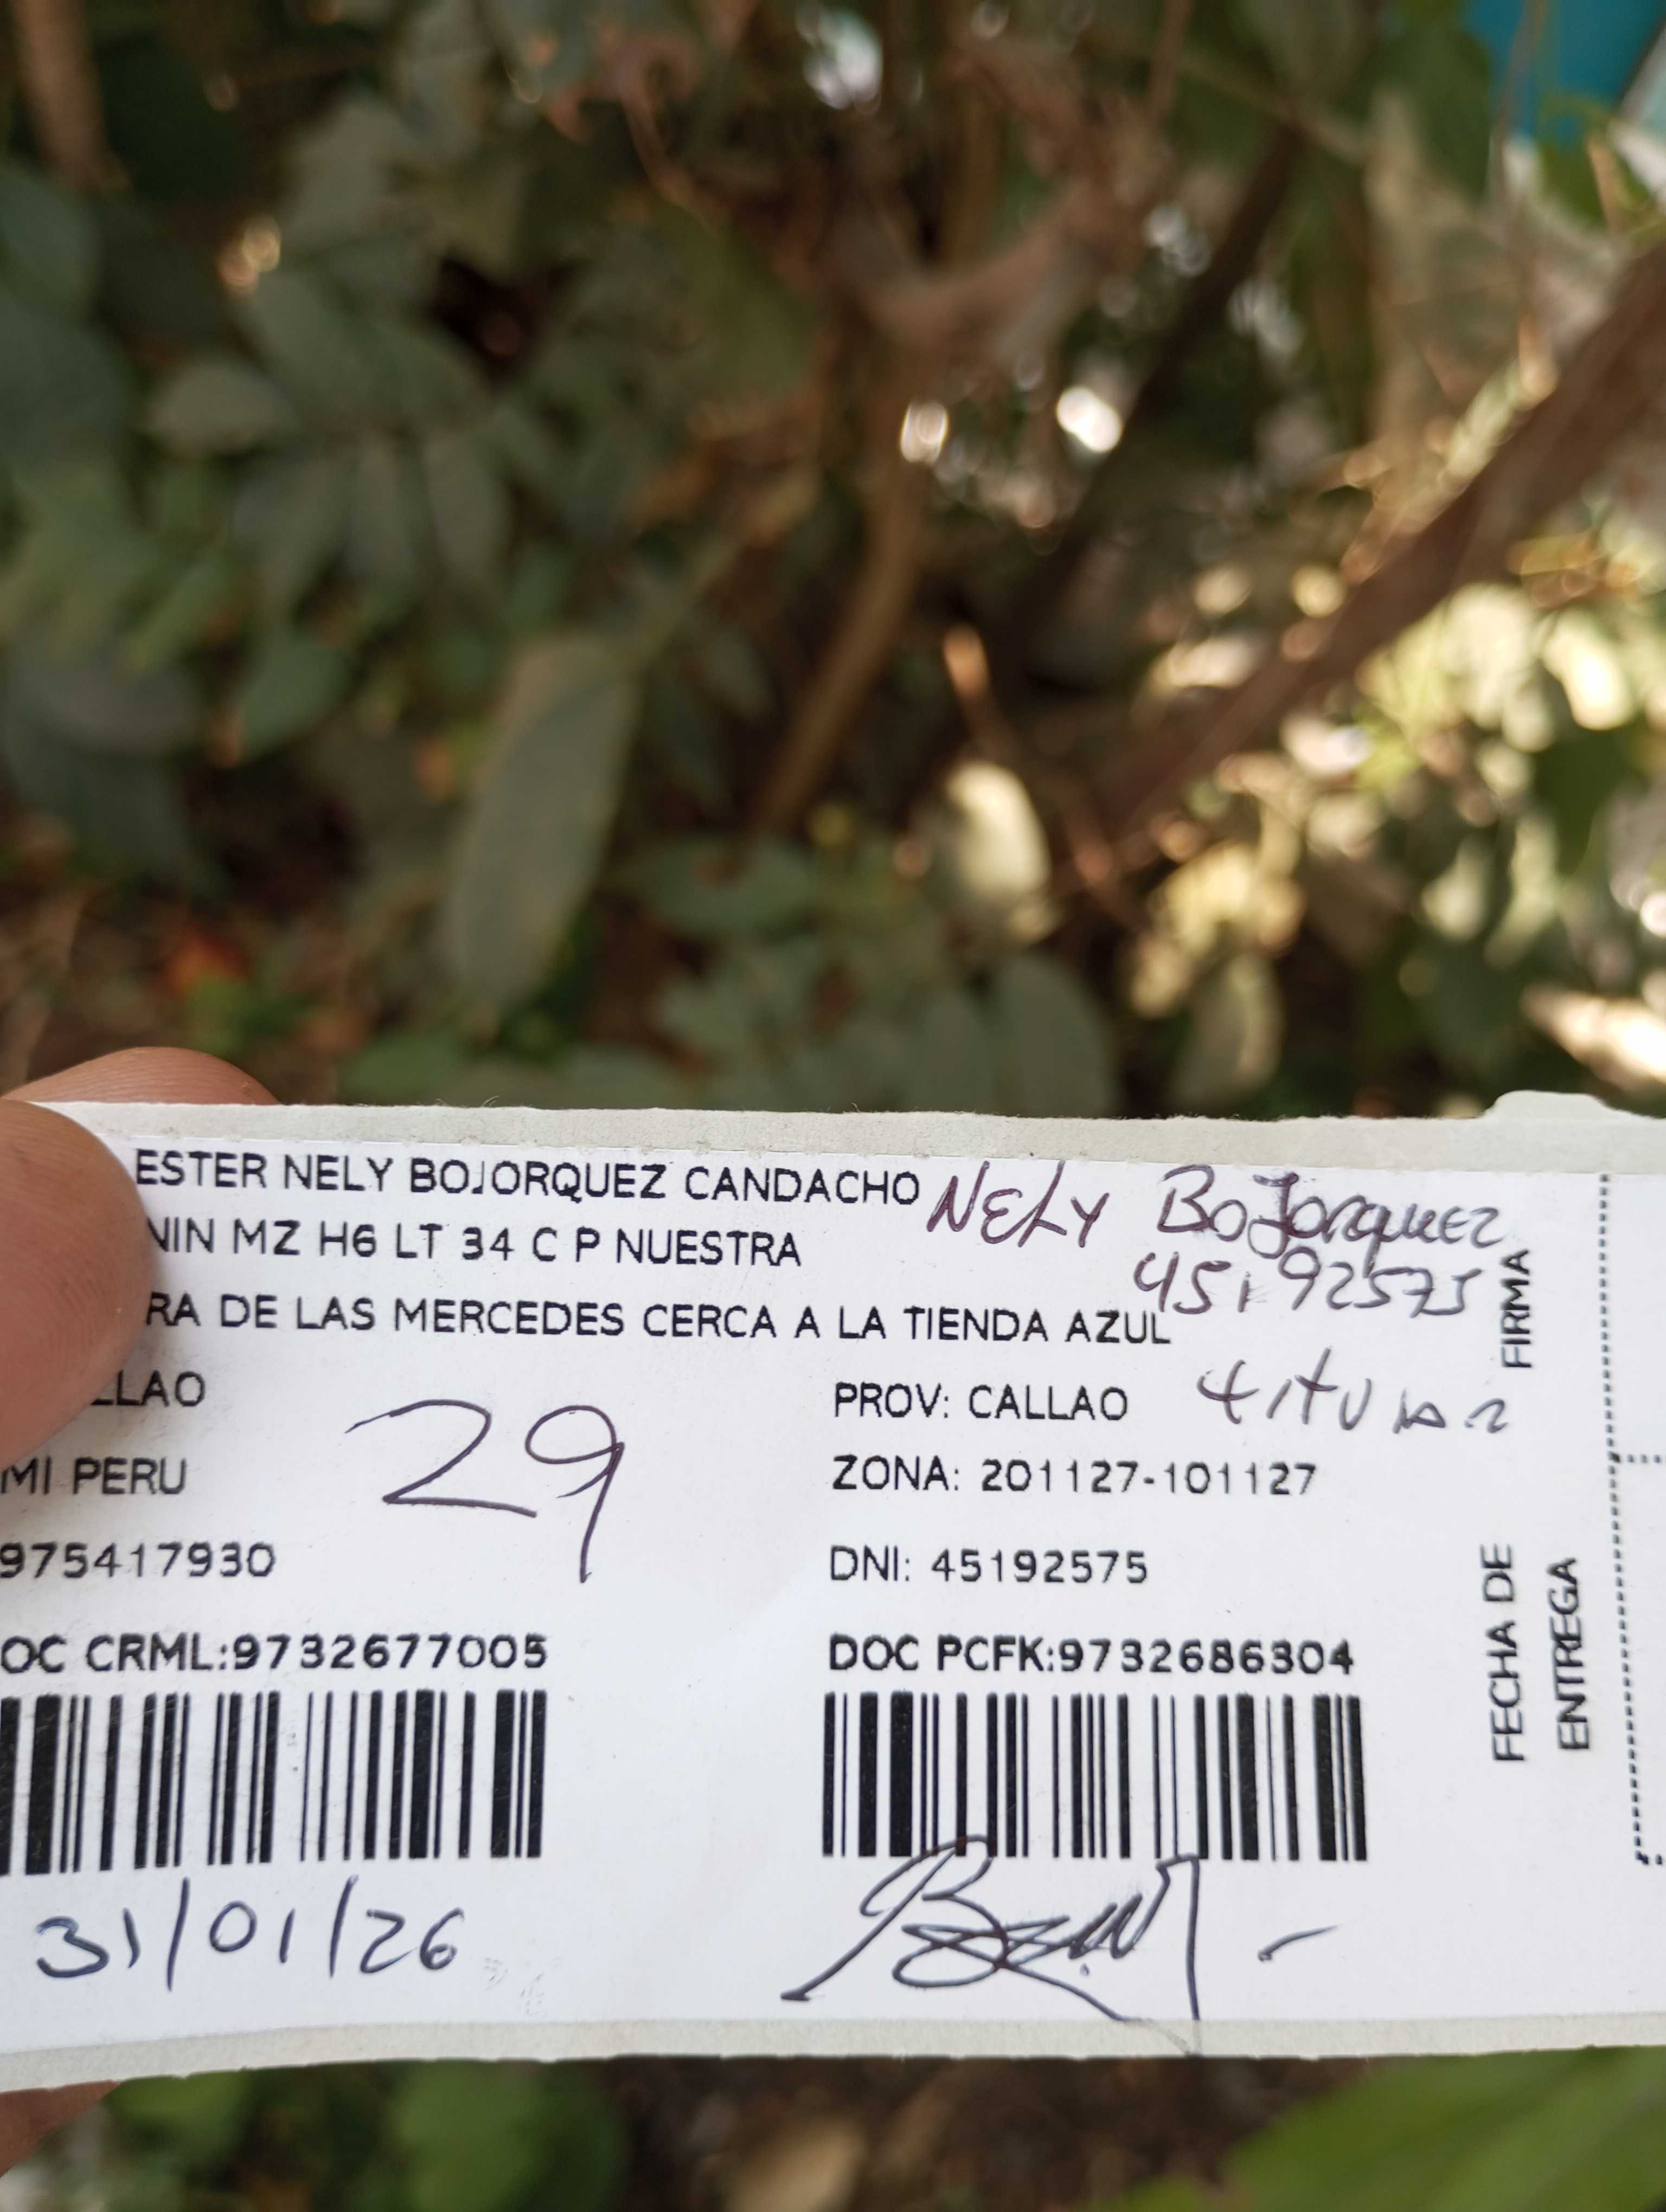 ESTER NELY BOJORQUEZ CANDACHO NELY BOJORQUEZ
NIN MZ H6 LT 34 C P NUESTRA
45192575
RA DE LAS MERCEDES CERCA A LA TIENDA AZUL
FIRMA
LLAO
29
PROV: CALLAO titular
MI PERU
ZONA: 201127-101127
975417930
DNI: 45192575
FECHA DE
ENTREGA
OC CRML:9732677005
DOC PCFK:9732686304
31/01/26